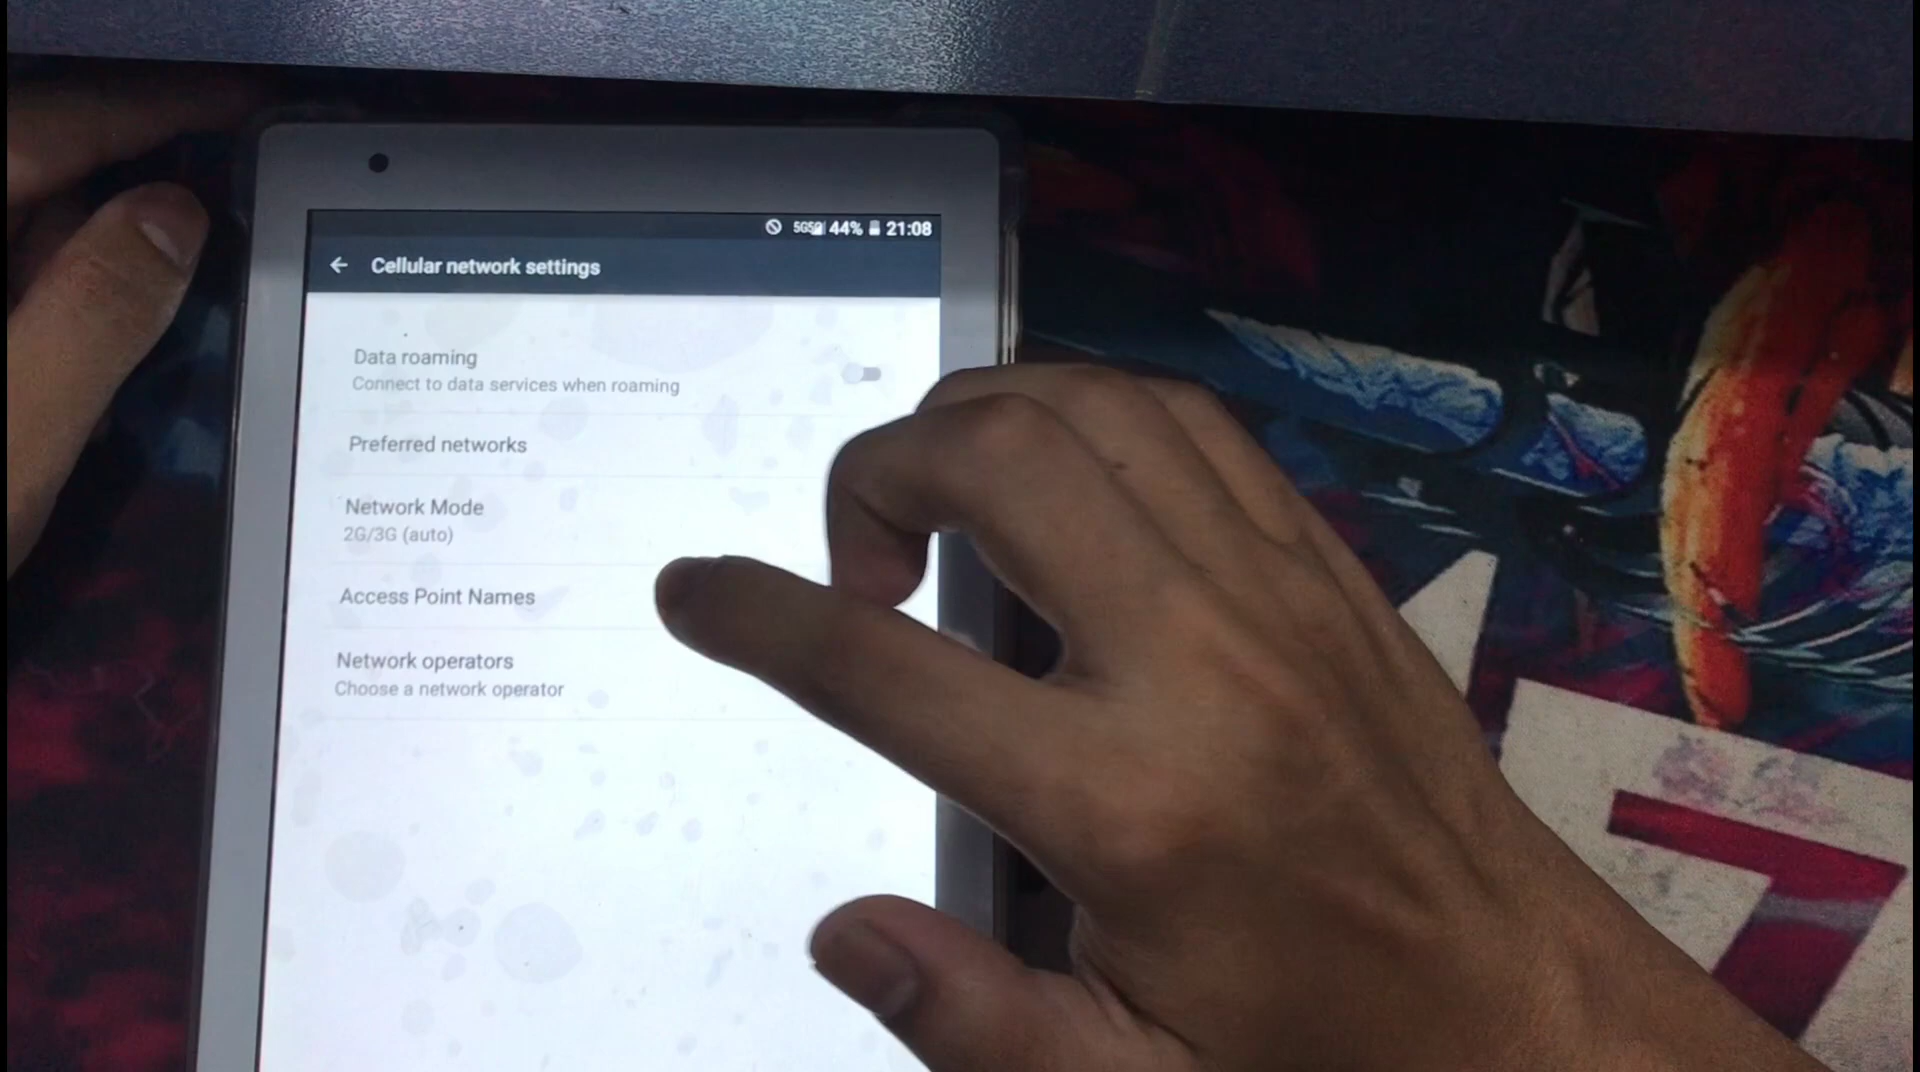 44% 21:08
Cellular network settings
Data roaming
Connect to data services when roaming
Preferred networks
Network Mode
2G/3G (auto)
Access Point Names
Network operators
Choose a network operator
7